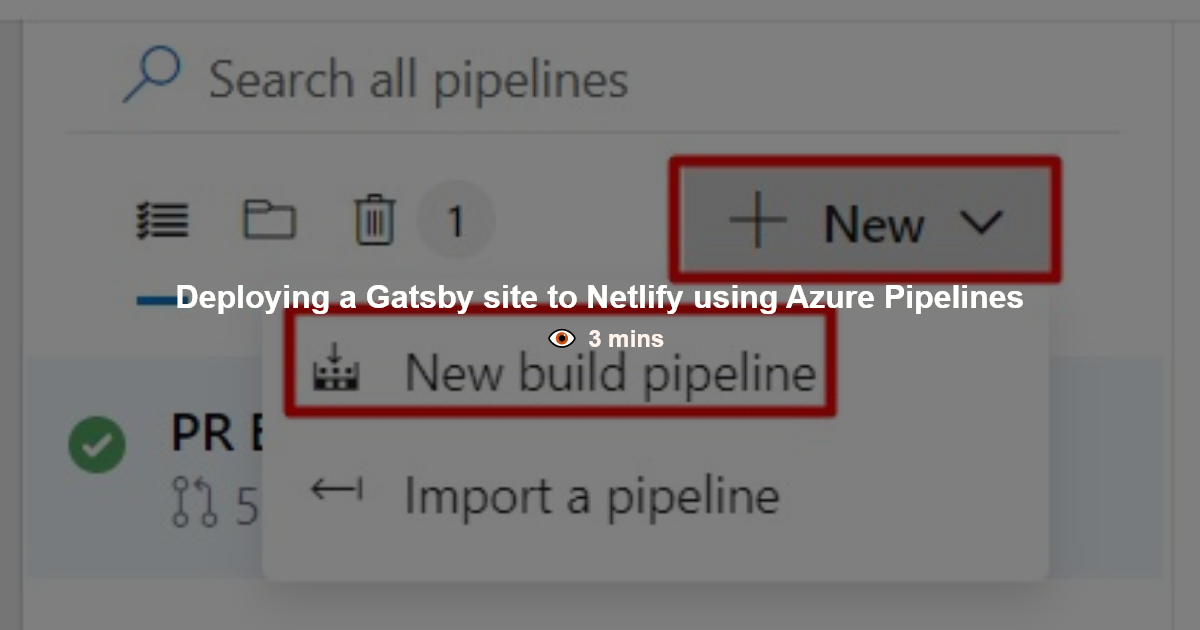 Search all pipelines
1
New
Deploying a Gatsby site to Netlify using Azure Pipelines
3 mins
New build pipeline
PR
5
Import a pipeline